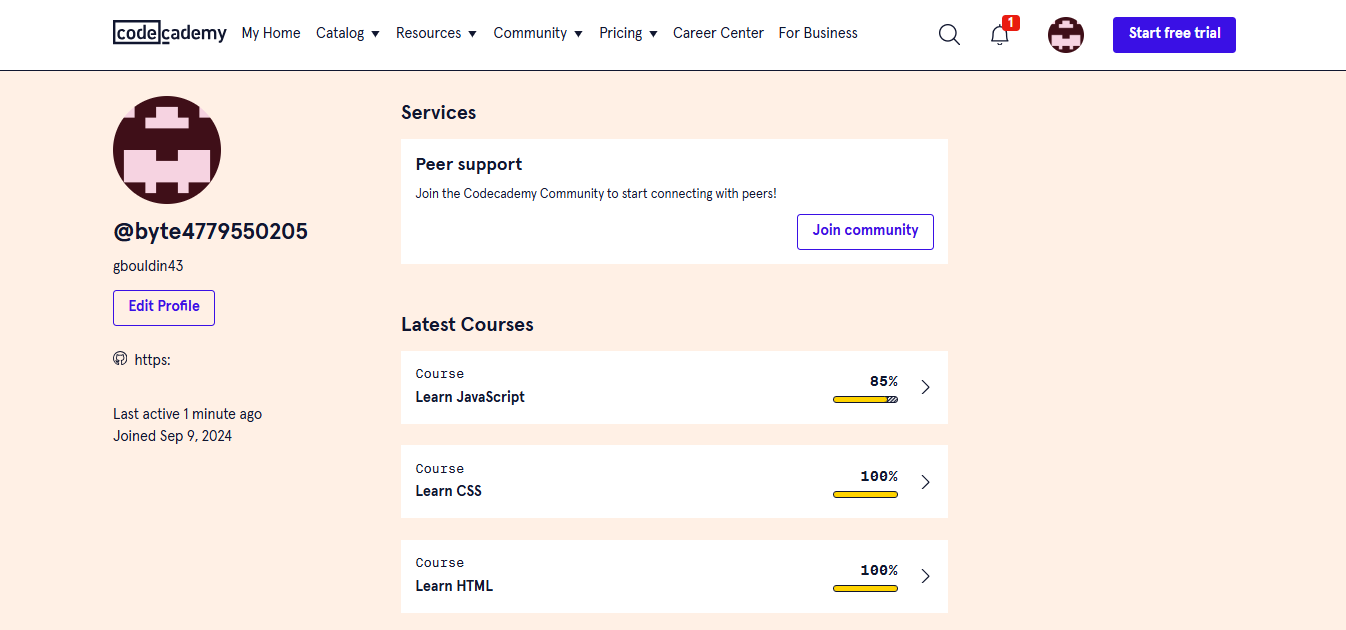 codecademy My Home Catalog Resources Community Pricing Career Center For Business 1 Start free trial
@byte4779550205
gbouldin43
Edit Profile
https:
Last active 1 minute ago
Joined Sep 9, 2024
Services
Peer support
Join the Codecademy Community to start connecting with peers!
Join community
Latest Courses
Course
Learn JavaScript
85%
Course
Learn CSS
100%
Course
Learn HTML
100%